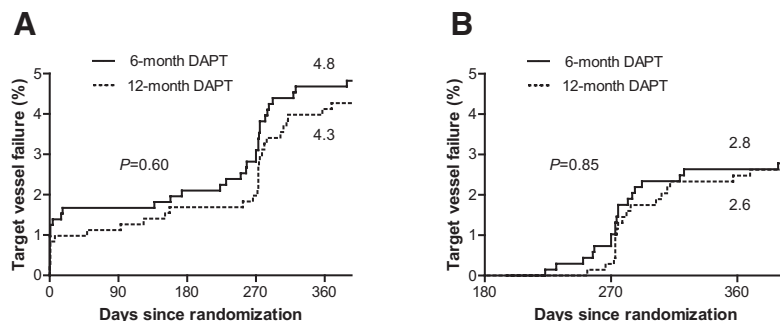 A
6-month DAPT
12-month DAPT
Target vessel failure (%)
5
4
3
2
1
0
4.8
4.3
P=0.60
0 90 180 270 360
Days since randomization
B
6-month DAPT
12-month DAPT
Target vessel failure (%)
5
4
3
2
1
0
2.8
2.6
P=0.85
180 270 360
Days since randomization